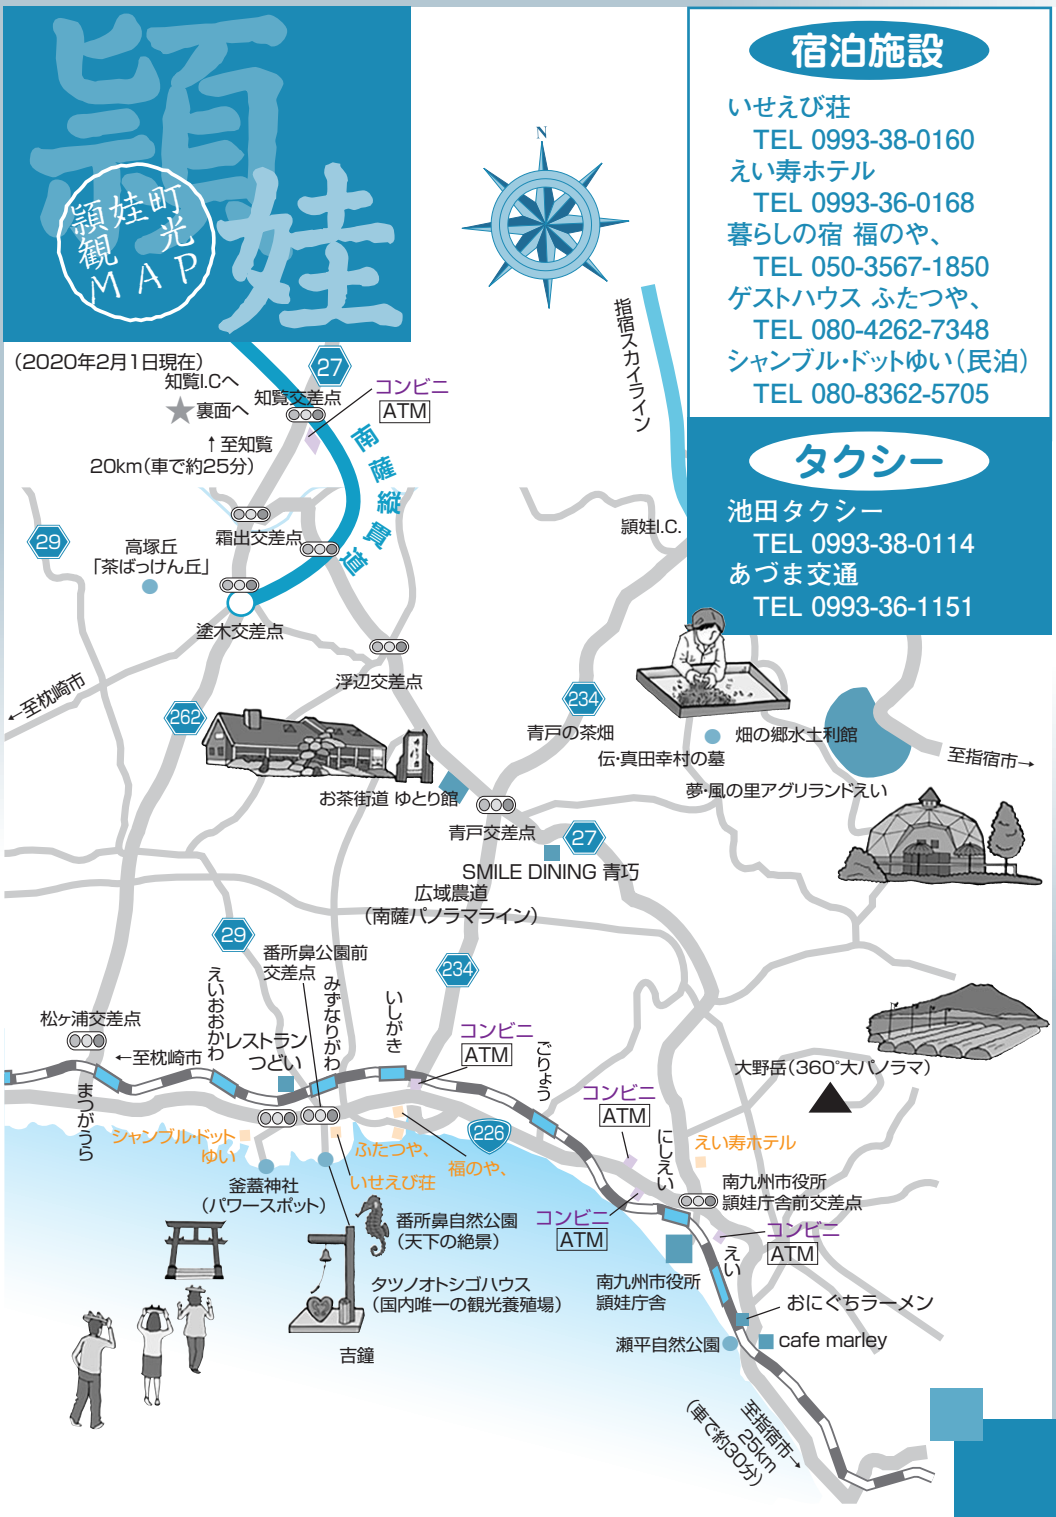 頴娃
頴娃町
観光
MAP
(2020年2月1日現在)
N
宿泊施設
いせえび荘
TEL 0993-38-0160
えい寿ホテル
TEL 0993-36-0168
暮らしの宿 福のや、
TEL 050-3567-1850
ゲストハウス ふたつや、
TEL 080-4262-7348
シャンブル・ドットゆい(民泊)
TEL 080-8362-5705
タクシー
池田タクシー
TEL 0993-38-0114
あづま交通
TEL 0993-36-1151
指宿スカイライン
頴娃I.C.
知覧I.Cへ
★裏面へ
27
知覧交差点
コンビニ
ATM
↑至知覧
20km(車で約25分)
南薩縦貫道
29
霜出交差点
高塚丘
「茶ばっけん丘」
塗木交差点
←至枕崎市
浮辺交差点
262
234
青戸の茶畑
伝・真田幸村の墓
畑の郷水土利館
至指宿市→
夢・風の里アグリランドえい
お茶街道 ゆとり館
青戸交差点
27
SMILE DINING 青巧
広域農道
(南薩パノラマライン)
29
番所鼻公園前
交差点
234
えいおおかわ
みずなりがわ
いしがき
松ヶ浦交差点
←至枕崎市
レストラン
つどい
コンビニ
ATM
ごりょう
大野岳(360°大パノラマ)
まつがうら
コンビニ
ATM
シャンブル・ドット
ゆい
ふたつや、
226
福のや、
にしえい
えい寿ホテル
釜蓋神社
(パワースポット)
いせえび荘
南九州市役所
頴娃庁舎前交差点
番所鼻自然公園
(天下の絶景)
コンビニ
ATM
コンビニ
ATM
えい
タツノオトシゴハウス
(国内唯一の観光養殖場)
南九州市役所
頴娃庁舎
おにぐちラーメン
瀬平自然公園
cafe marley
吉鐘
至指宿市→
25km
(車で約30分)